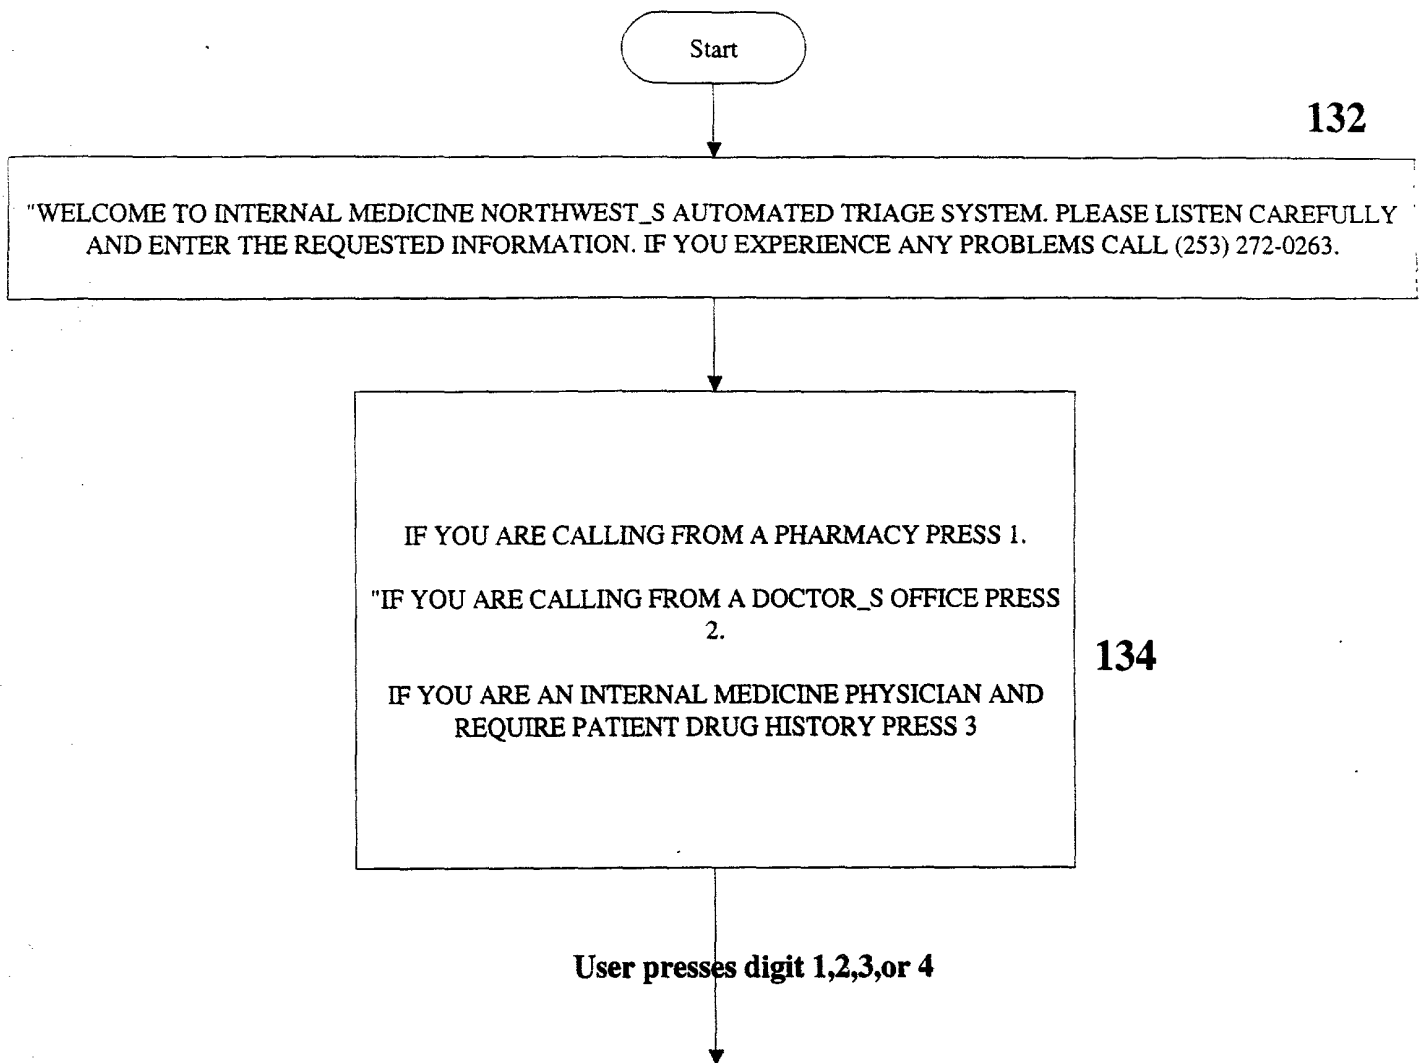 Start
132
"WELCOME TO INTERNAL MEDICINE NORTHWEST_S AUTOMATED TRIAGE SYSTEM. PLEASE LISTEN CAREFULLY
AND ENTER THE REQUESTED INFORMATION. IF YOU EXPERIENCE ANY PROBLEMS CALL (253) 272-0263.
IF YOU ARE CALLING FROM A PHARMACY PRESS 1.
"IF YOU ARE CALLING FROM A DOCTOR_S OFFICE PRESS
2.
134
IF YOU ARE AN INTERNAL MEDICINE PHYSICIAN AND
REQUIRE PATIENT DRUG HISTORY PRESS 3
User presses digit 1,2,3,or 4